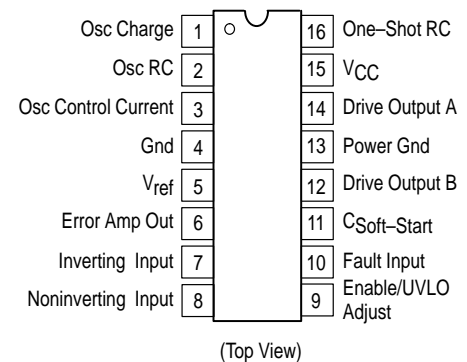 Osc Charge 1
Osc RC 2
Osc Control Current 3
Gnd 4
Vref 5
Error Amp Out 6
Inverting Input 7
Noninverting Input 8
16 One–Shot RC
15 VCC
14 Drive Output A
13 Power Gnd
12 Drive Output B
11 CSoft–Start
10 Fault Input
9 Enable/UVLO
Adjust
(Top View)